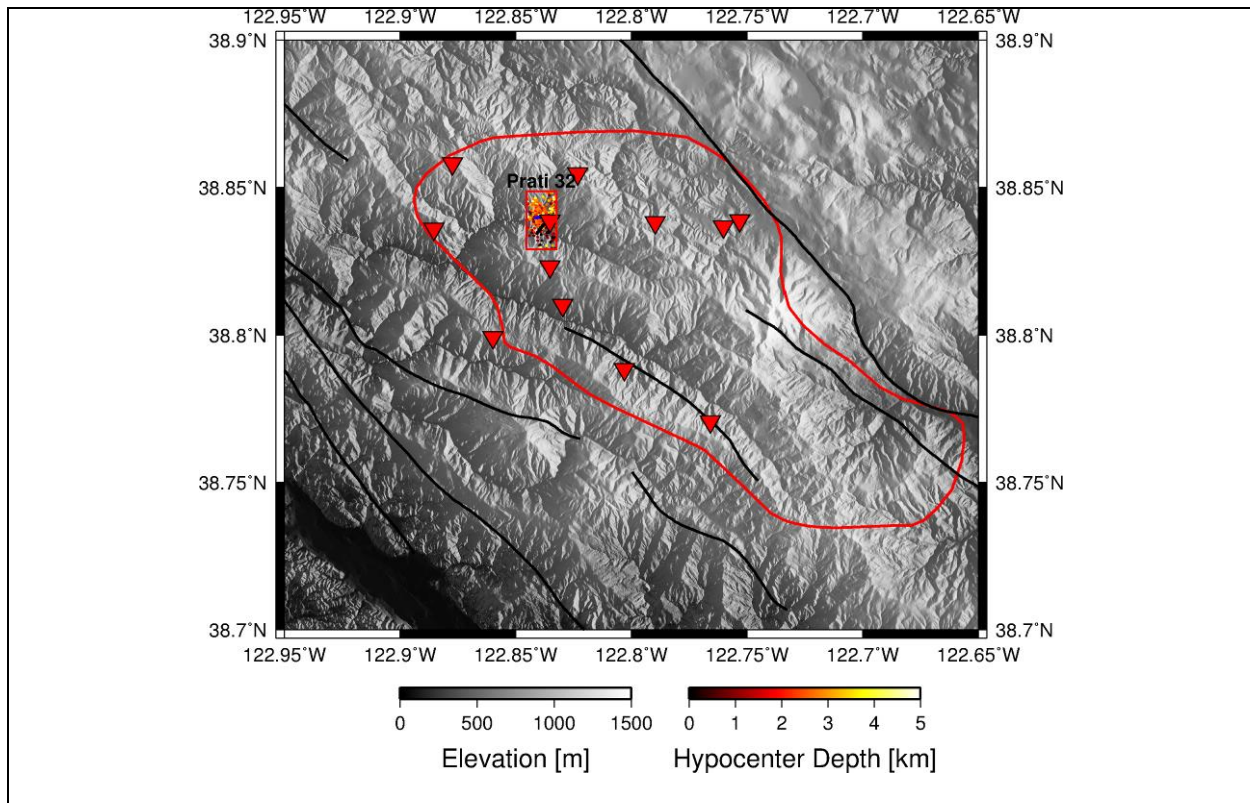 122.95˚W 122.9˚W 122.85˚W 122.8˚W 122.75˚W 122.7˚W 122.65˚W
38.9˚N 38.9˚N
Prati 32
38.85˚N 38.85˚N
38.8˚N 38.8˚N
38.75˚N 38.75˚N
38.7˚N 38.7˚N
122.95˚W 122.9˚W 122.85˚W 122.8˚W 122.75˚W 122.7˚W 122.65˚W
0 500 1000 1500 0 1 2 3 4 5
Elevation [m] Hypocenter Depth [km]